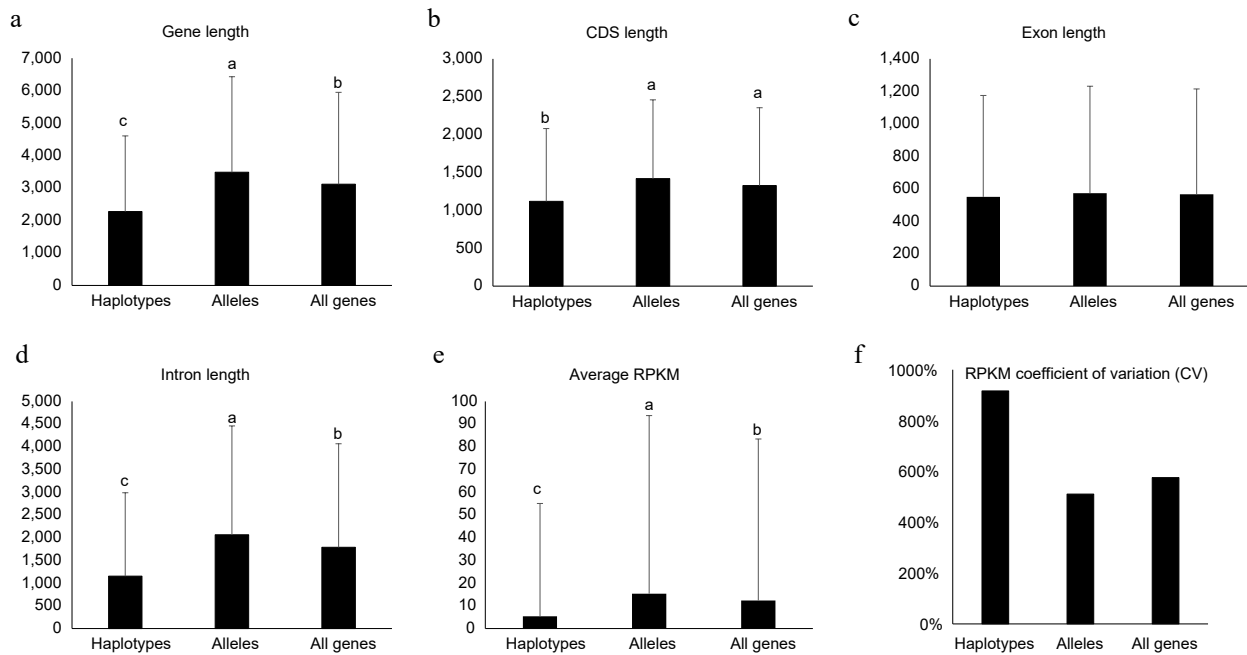 a
Gene length
7,000
6,000
5,000
4,000
3,000
2,000
1,000
0
c
a
b
Haplotypes
Alleles
All genes
b
CDS length
3,000
2,500
2,000
1,500
1,000
500
0
b
a
a
Haplotypes
Alleles
All genes
c
Exon length
1,400
1,200
1,000
800
600
400
200
0
Haplotypes
Alleles
All genes
d
Intron length
5,000
4,500
4,000
3,500
3,000
2,500
2,000
1,500
1,000
500
0
c
a
b
Haplotypes
Alleles
All genes
e
Average RPKM
100
90
80
70
60
50
40
30
20
10
0
c
a
b
Haplotypes
Alleles
All genes
f
RPKM coefficient of variation (CV)
1000%
800%
600%
400%
200%
0%
Haplotypes
Alleles
All genes